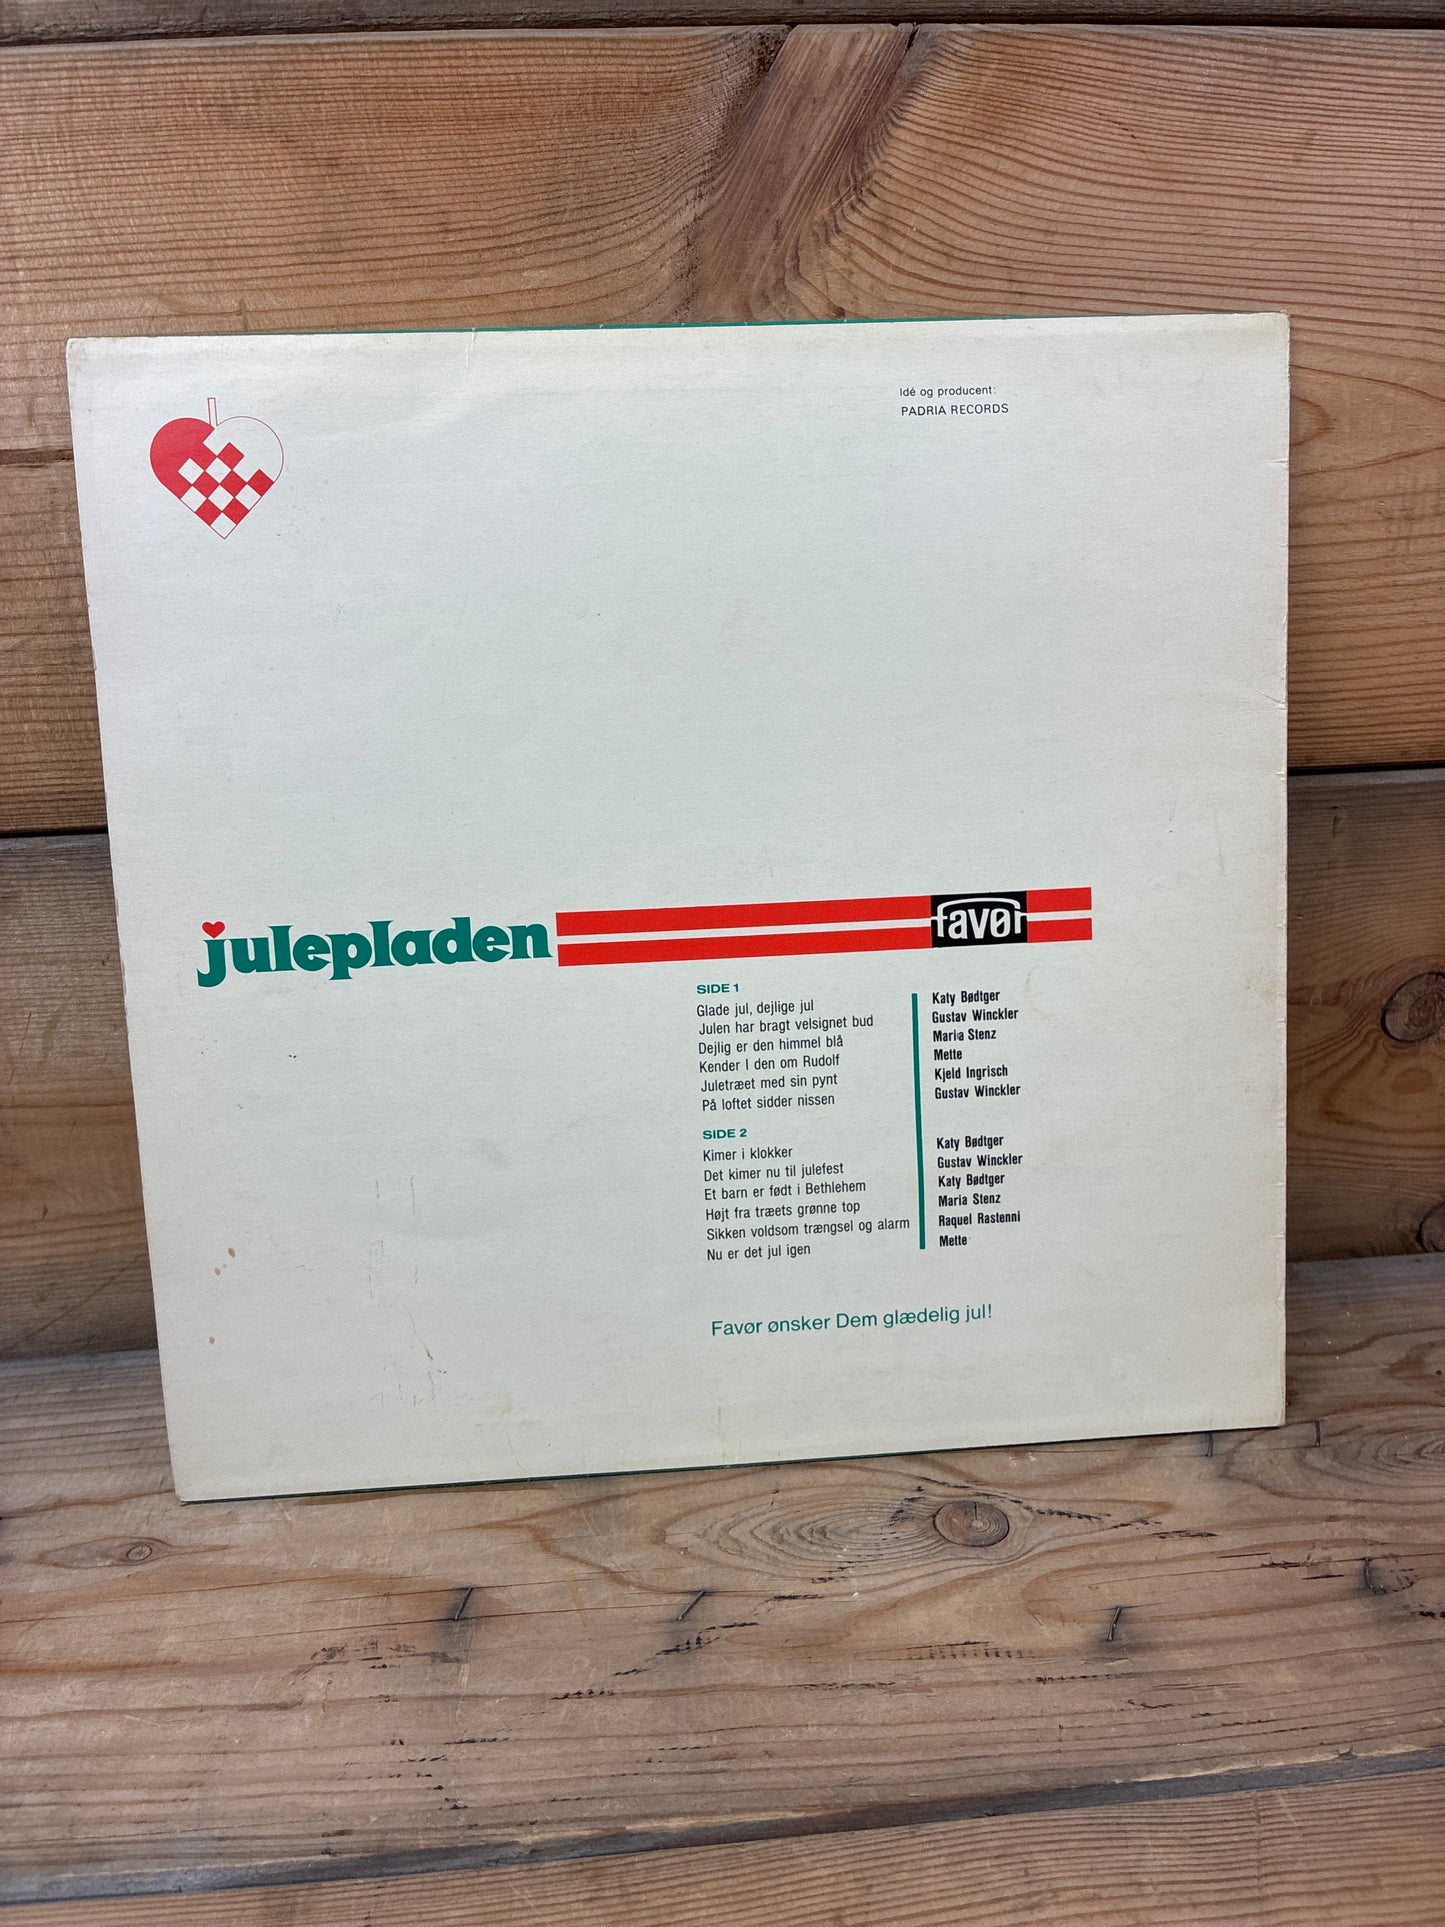 Idé og producent:
PADRIA RECORDS
julepladen
favør
SIDE 1
Glade jul, dejlige jul Katy Bødtger
Julen har bragt velsignet bud Gustav Winckler
Dejlig er den himmel blå Maria Stenz
Kender I den om Rudolf Mette
Juletræet med sin pynt Kjeld Ingrisch
På loftet sidder nissen Gustav Winckler
SIDE 2
Kimer i klokker Katy Bødtger
Det kimer nu til julefest Gustav Winckler
Et barn er født i Bethlehem Katy Bødtger
Højt fra træets grønne top Maria Stenz
Sikken voldsom trængsel og alarm Raquel Rastenni
Nu er det jul igen Mette
Favør ønsker Dem glædelig jul!